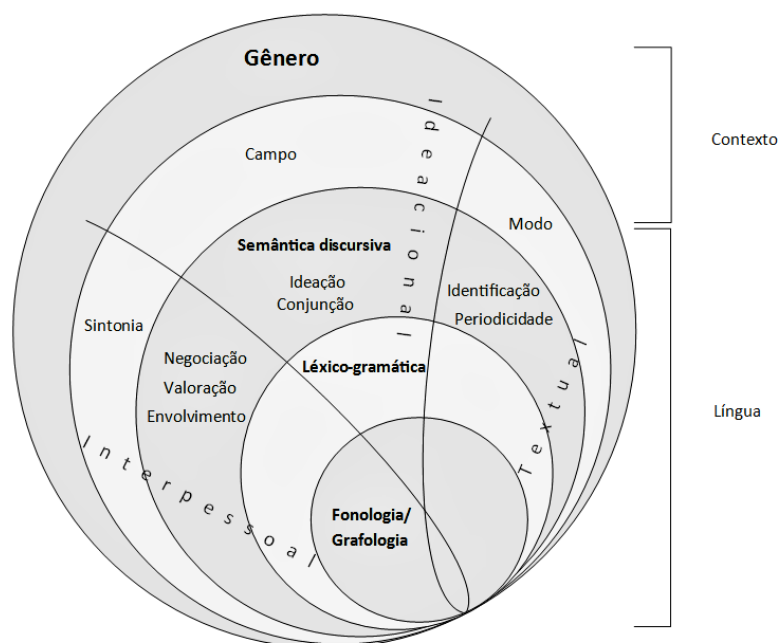 Gênero
Ideacional
Contexto
Campo
Modo
Semântica discursiva
Ideação
Conjunção
Identificação
Periodicidade
Sintonia
Negociação
Valoração
Envolvimento
Léxico-gramática
Textual
Língua
Interpessoal
Fonologia/
Grafologia